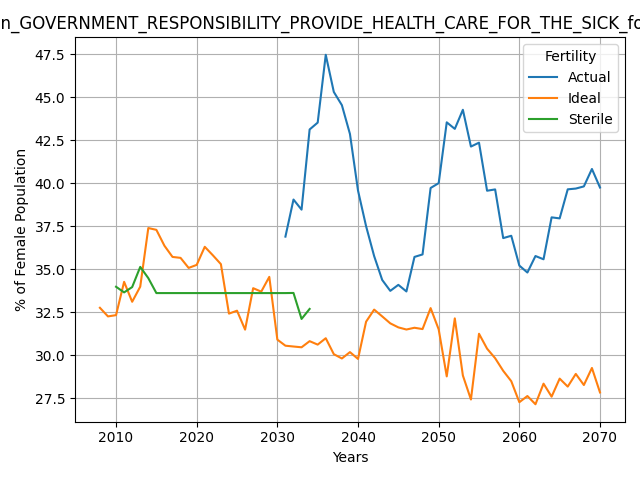 n_GOVERNMENT_RESPONSIBILITY_PROVIDE_HEALTH_CARE_FOR_THE_SICK_fo
47.5
45.0
42.5
40.0
37.5
35.0
32.5
30.0
27.5
% of Female Population
Fertility
Actual
Ideal
Sterile
2010 2020 2030 2040 2050 2060 2070
Years